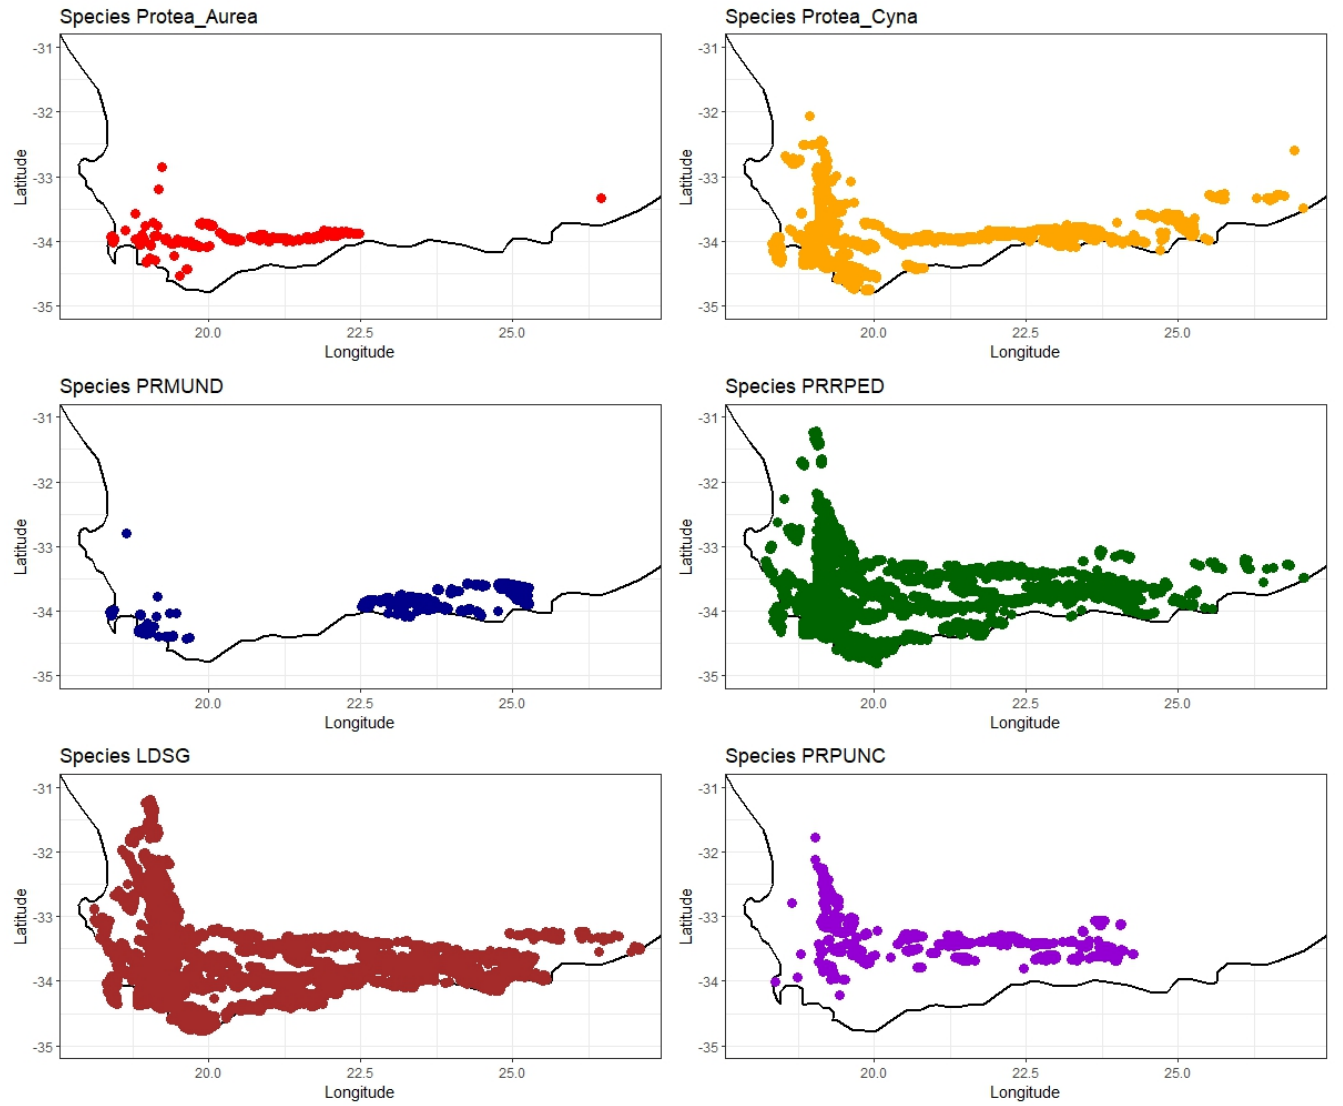 Species Protea_Aurea
-31
-32
-33
-34
-35
Latitude
20.0 22.5 25.0
Longitude
Species Protea_Cyna
-31
-32
-33
-34
-35
Latitude
20.0 22.5 25.0
Longitude
Species PRMUND
-31
-32
-33
-34
-35
Latitude
20.0 22.5 25.0
Longitude
Species PRRPED
-31
-32
-33
-34
-35
Latitude
20.0 22.5 25.0
Longitude
Species LDSG
-31
-32
-33
-34
-35
Latitude
20.0 22.5 25.0
Longitude
Species PRPUNC
-31
-32
-33
-34
-35
Latitude
20.0 22.5 25.0
Longitude